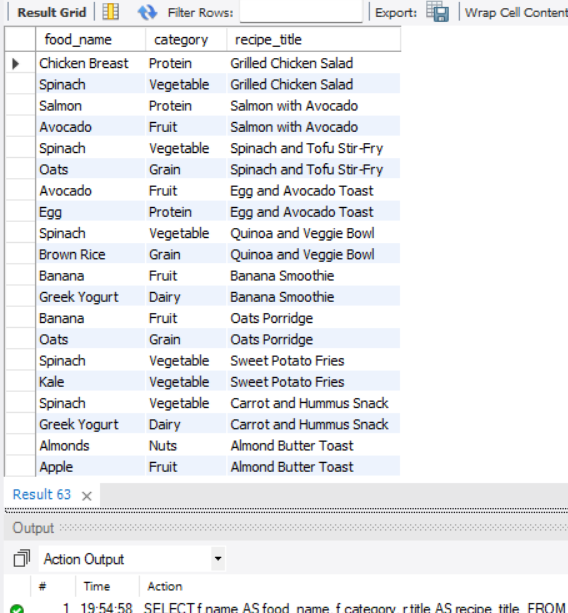 Result Grid Filter Rows: Export: Wrap Cell Content
food_name category recipe_title
Chicken Breast Protein Grilled Chicken Salad
Spinach Vegetable Grilled Chicken Salad
Salmon Protein Salmon with Avocado
Avocado Fruit Salmon with Avocado
Spinach Vegetable Spinach and Tofu Stir-Fry
Oats Grain Spinach and Tofu Stir-Fry
Avocado Fruit Egg and Avocado Toast
Egg Protein Egg and Avocado Toast
Spinach Vegetable Quinoa and Veggie Bowl
Brown Rice Grain Quinoa and Veggie Bowl
Banana Fruit Banana Smoothie
Greek Yogurt Dairy Banana Smoothie
Banana Fruit Oats Porridge
Oats Grain Oats Porridge
Spinach Vegetable Sweet Potato Fries
Kale Vegetable Sweet Potato Fries
Spinach Vegetable Carrot and Hummus Snack
Greek Yogurt Dairy Carrot and Hummus Snack
Almonds Nuts Almond Butter Toast
Apple Fruit Almond Butter Toast
Result 63 ×
Output
Action Output
# Time Action
1 19:54:58 SELECT f.name AS food_name, f.category, r.title AS recipe_title FROM